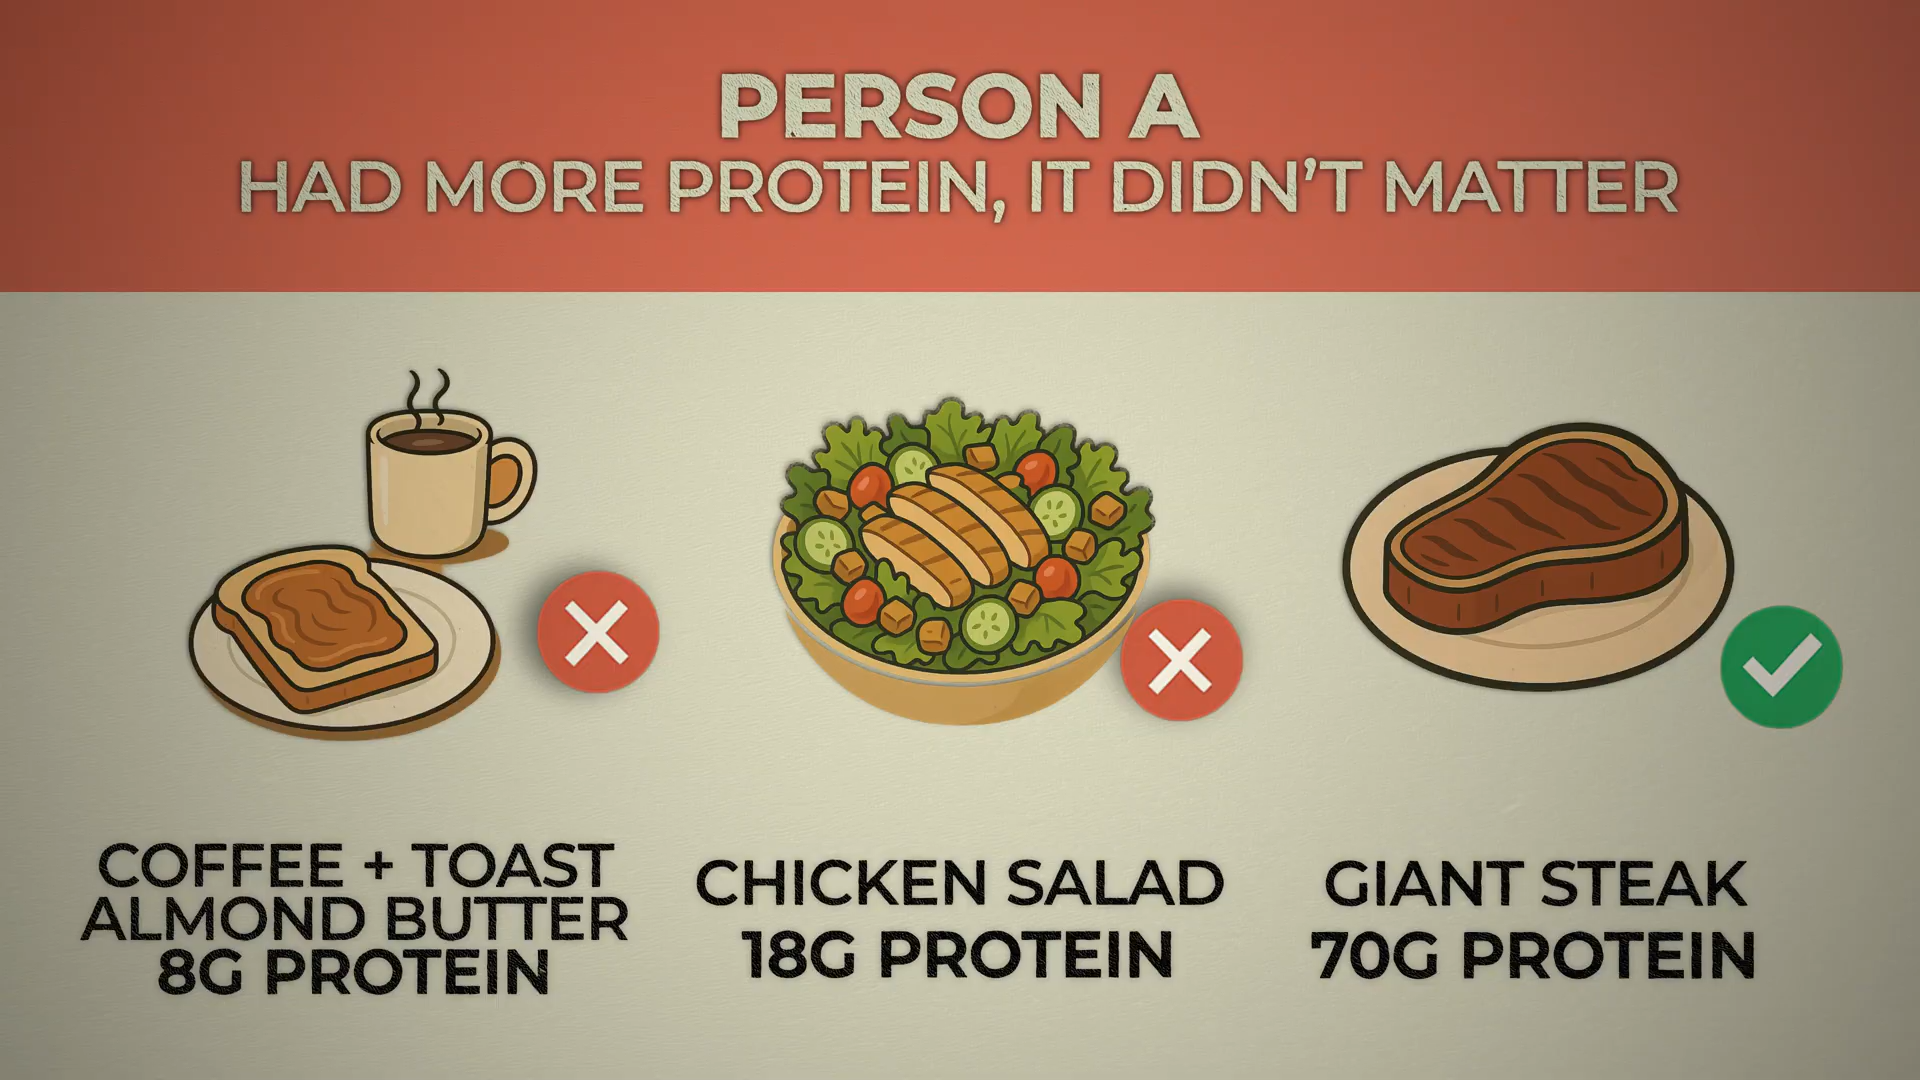 PERSON A
HAD MORE PROTEIN, IT DIDN’T MATTER
COFFEE + TOAST
ALMOND BUTTER
8G PROTEIN
CHICKEN SALAD
18G PROTEIN
GIANT STEAK
70G PROTEIN